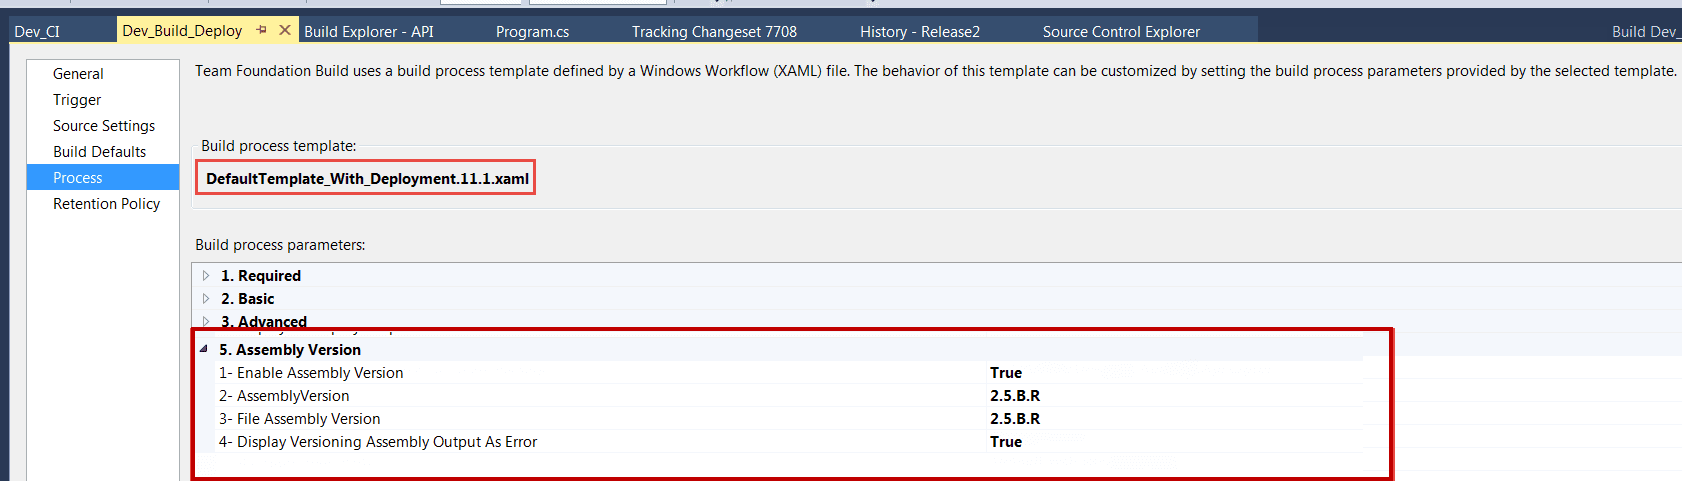 Dev_CI
Dev_Build_Deploy
Build Explorer - API
Program.cs
Tracking Changeset 7708
History - Release2
Source Control Explorer
Build Dev_
General
Trigger
Source Settings
Build Defaults
Process
Retention Policy
Team Foundation Build uses a build process template defined by a Windows Workflow (XAML) file. The behavior of this template can be customized by setting the build process parameters provided by the selected template.
Build process template:
DefaultTemplate_With_Deployment.11.1.xaml
Build process parameters:
1. Required
2. Basic
3. Advanced
5. Assembly Version
1- Enable Assembly Version True
2- AssemblyVersion 2.5.B.R
3- File Assembly Version 2.5.B.R
4- Display Versioning Assembly Output As Error True